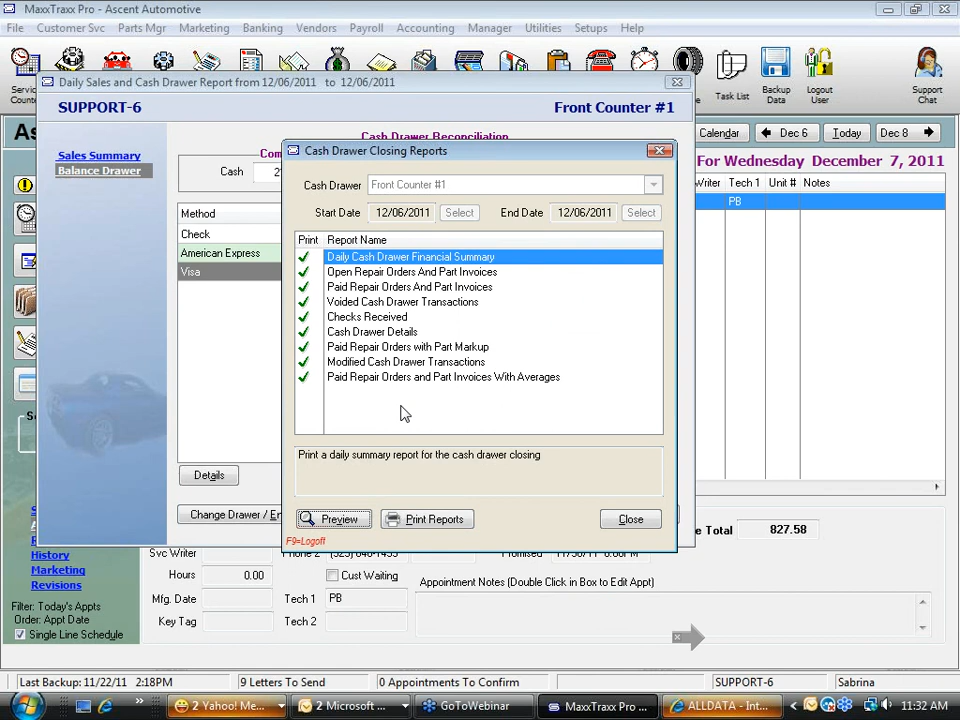 MaxxTraxx Pro - Ascent Automotive
File Customer Svc Parts Mgr Marketing Banking Vendors Payroll Accounting Manager Utilities Setups Help
Task List Backup Data Logout User Support Chat
Daily Sales and Cash Drawer Report from 12/06/2011 to 12/06/2011
SUPPORT-6 Front Counter #1
Calendar Dec 6 Today Dec 8
Cash Drawer Reconciliation
Sales Summary
Balance Drawer
Cash
Method
Check
American Express
Visa
Details
Change Drawer / En
Cash Drawer Closing Reports
Cash Drawer Front Counter #1
Start Date 12/06/2011 Select End Date 12/06/2011 Select
Print Report Name
Daily Cash Drawer Financial Summary
Open Repair Orders And Part Invoices
Paid Repair Orders And Part Invoices
Voided Cash Drawer Transactions
Checks Received
Cash Drawer Details
Paid Repair Orders with Part Markup
Modified Cash Drawer Transactions
Paid Repair Orders and Part Invoices With Averages
Print a daily summary report for the cash drawer closing
Preview Print Reports Close
F9=Logoff
For Wednesday December 7, 2011
Writer Tech 1 Unit # Notes
PB
e Total 827.58
History
Marketing
Revisions
Filter: Today's Appts
Order: Appt Date
Single Line Schedule
Svc Writer
Hours 0.00 Cust Waiting
Mfg. Date Tech 1 PB
Key Tag Tech 2
Appointment Notes (Double Click in Box to Edit Appt)
Last Backup: 11/22/11 2:18PM 9 Letters To Send 0 Appointments To Confirm SUPPORT-6 Sabrina
2 Yahoo! Me... 2 Microsoft ... GoToWebinar MaxxTraxx Pro ... ALLDATA - Int... 11:32 AM